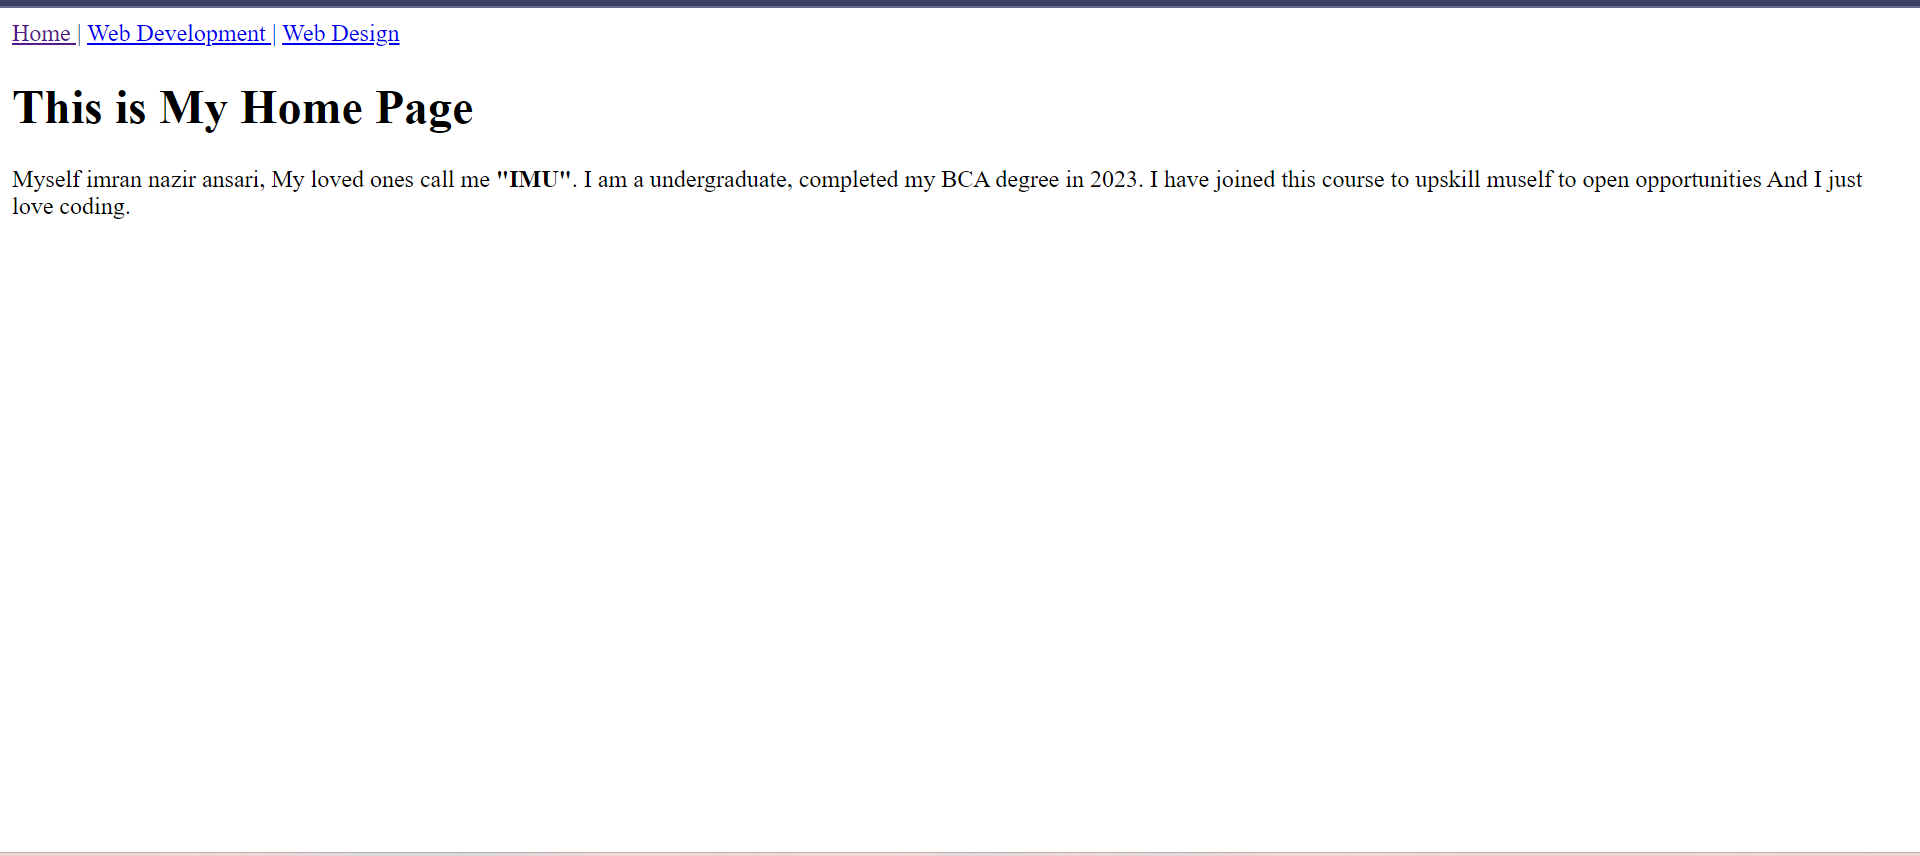 Home | Web Development | Web Design
This is My Home Page
Myself imran nazir ansari, My loved ones call me "IMU". I am a undergraduate, completed my BCA degree in 2023. I have joined this course to upskill muself to open opportunities And I just
love coding.